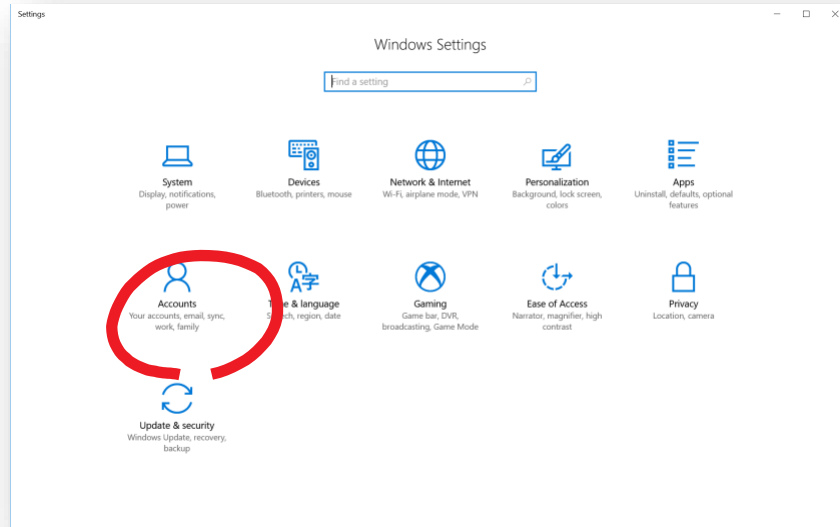 Settings
Windows Settings
Find a setting
System
Display, notifications,
power
Devices
Bluetooth, printers, mouse
Network & Internet
Wi-Fi, airplane mode, VPN
Personalization
Background, lock screen,
colors
Apps
Uninstall, defaults, optional
features
Accounts
Your accounts, email, sync,
work, family
& language
region, date
Gaming
Game bar, DVR,
broadcasting, Game Mode
Ease of Access
Narrator, magnifier, high
contrast
Privacy
Location, camera
Update & security
Windows Update, recovery,
backup